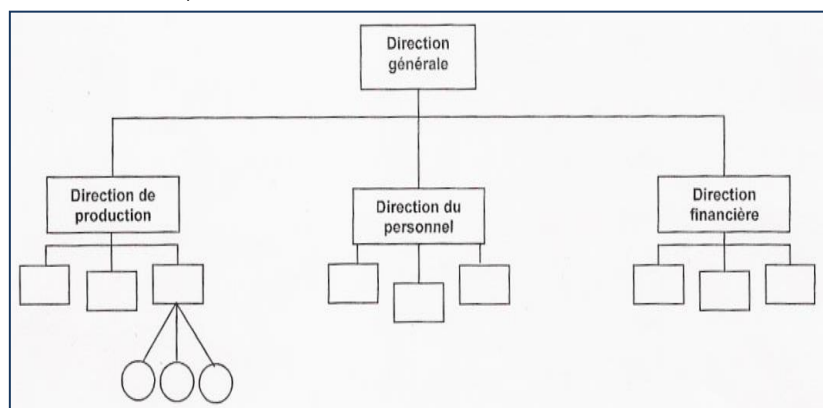 Direction
générale
Direction de
production
Direction du
personnel
Direction
financière